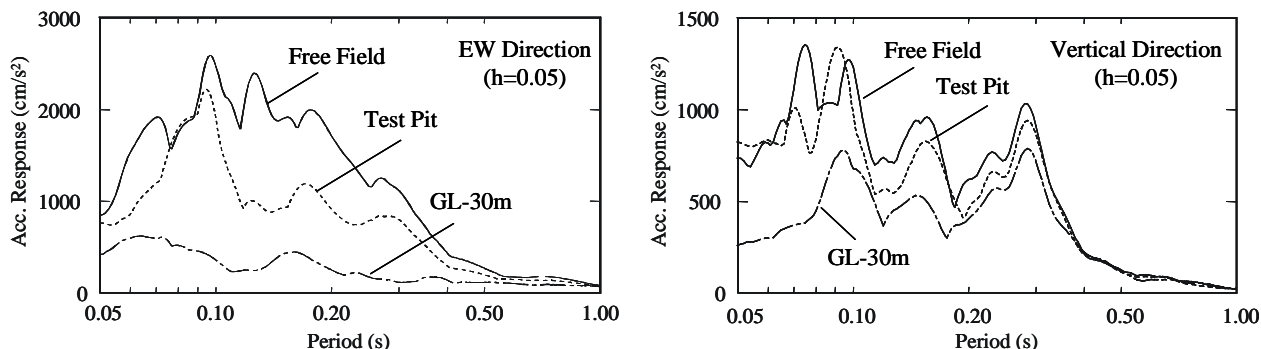 3000
2000
1000
0
Acc. Response (cm/s²)
EW Direction
(h=0.05)
Free Field
Test Pit
GL-30m
0.05
0.10
0.20
0.50
1.00
Period (s)
1500
1000
500
0
Acc. Response (cm/s²)
Vertical Direction
(h=0.05)
Free Field
Test Pit
GL-30m
0.05
0.10
0.20
0.50
1.00
Period (s)